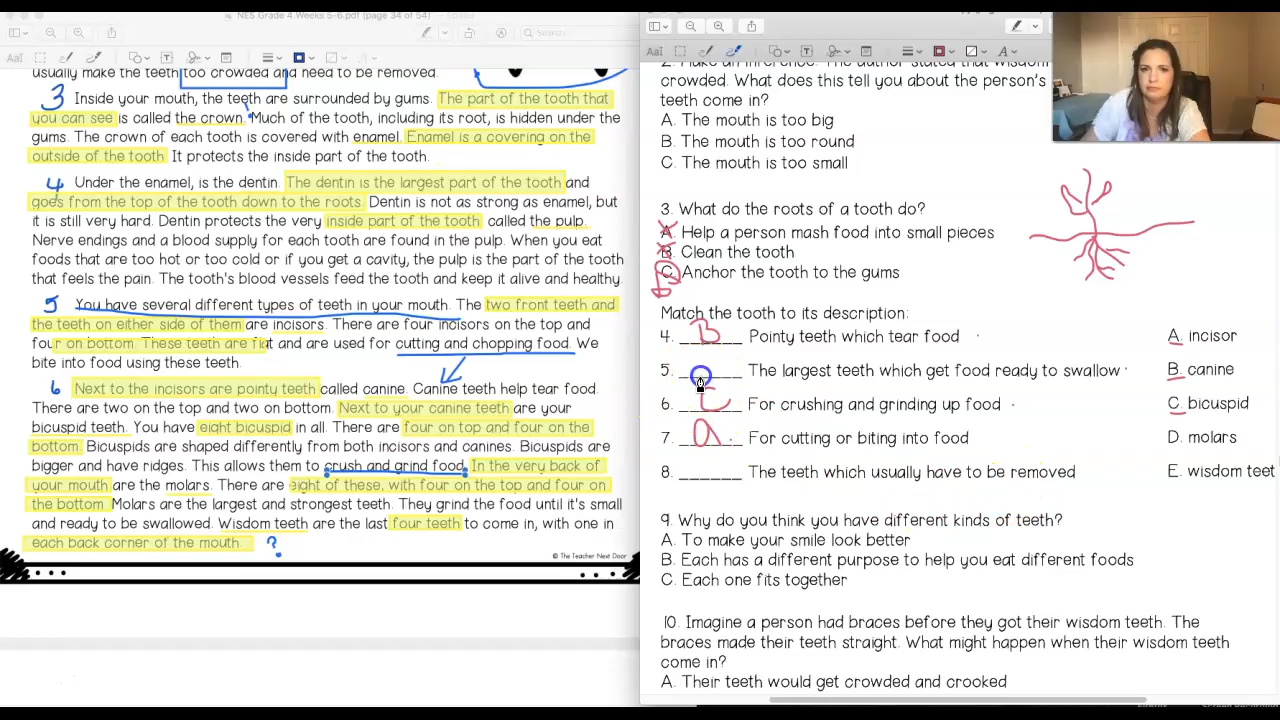 NES Grade 4 Weeks 5-6.pdf (page 34 of 54)
Search
usually make the teeth too crowded and need to be removed.
3 Inside your mouth, the teeth are surrounded by gums. The part of the tooth that
you can see is called the crown. Much of the tooth, including its root, is hidden under the
gums. The crown of each tooth is covered with enamel. Enamel is a covering on the
outside of the tooth. It protects the inside part of the tooth.
4 Under the enamel, is the dentin. The dentin is the largest part of the tooth and
goes from the top of the tooth down to the roots. Dentin is not as strong as enamel, but
it is still very hard. Dentin protects the very inside part of the tooth called the pulp.
Nerve endings and a blood supply for each tooth are found in the pulp. When you eat
foods that are too hot or too cold or if you get a cavity, the pulp is the part of the tooth
that feels the pain. The tooth's blood vessels feed the tooth and keep it alive and healthy.
5 You have several different types of teeth in your mouth. The two front teeth and
the teeth on either side of them are incisors. There are four incisors on the top and
four on bottom. These teeth are flat and are used for cutting and chopping food. We
bite into food using these teeth.
6 Next to the incisors are pointy teeth called canine. Canine teeth help tear food.
There are two on the top and two on bottom. Next to your canine teeth are your
bicuspid teeth. You have eight bicuspid in all. There are four on top and four on the
bottom. Bicuspids are shaped differently from both incisors and canines. Bicuspids are
bigger and have ridges. This allows them to crush and grind food. In the very back of
your mouth are the molars. There are eight of these, with four on the top and four on
the bottom. Molars are the largest and strongest teeth. They grind the food until it's small
and ready to be swallowed. Wisdom teeth are the last four teeth to come in, with one in
each back corner of the mouth. ?
© The Teacher Next Door
2. Make an inference. The author stated that wisdom
crowded. What does this tell you about the person's
teeth come in?
A. The mouth is too big
B. The mouth is too round
C. The mouth is too small
3. What do the roots of a tooth do?
A. Help a person mash food into small pieces
B. Clean the tooth
C. Anchor the tooth to the gums
Match the tooth to its description:
4. B Pointy teeth which tear food A. incisor
5. ______ The largest teeth which get food ready to swallow B. canine
6. C For crushing and grinding up food C. bicuspid
7. a. For cutting or biting into food D. molars
8. ______ The teeth which usually have to be removed E. wisdom teet
9. Why do you think you have different kinds of teeth?
A. To make your smile look better
B. Each has a different purpose to help you eat different foods
C. Each one fits together
10. Imagine a person had braces before they got their wisdom teeth. The
braces made their teeth straight. What might happen when their wisdom teeth
come in?
A. Their teeth would get crowded and crooked